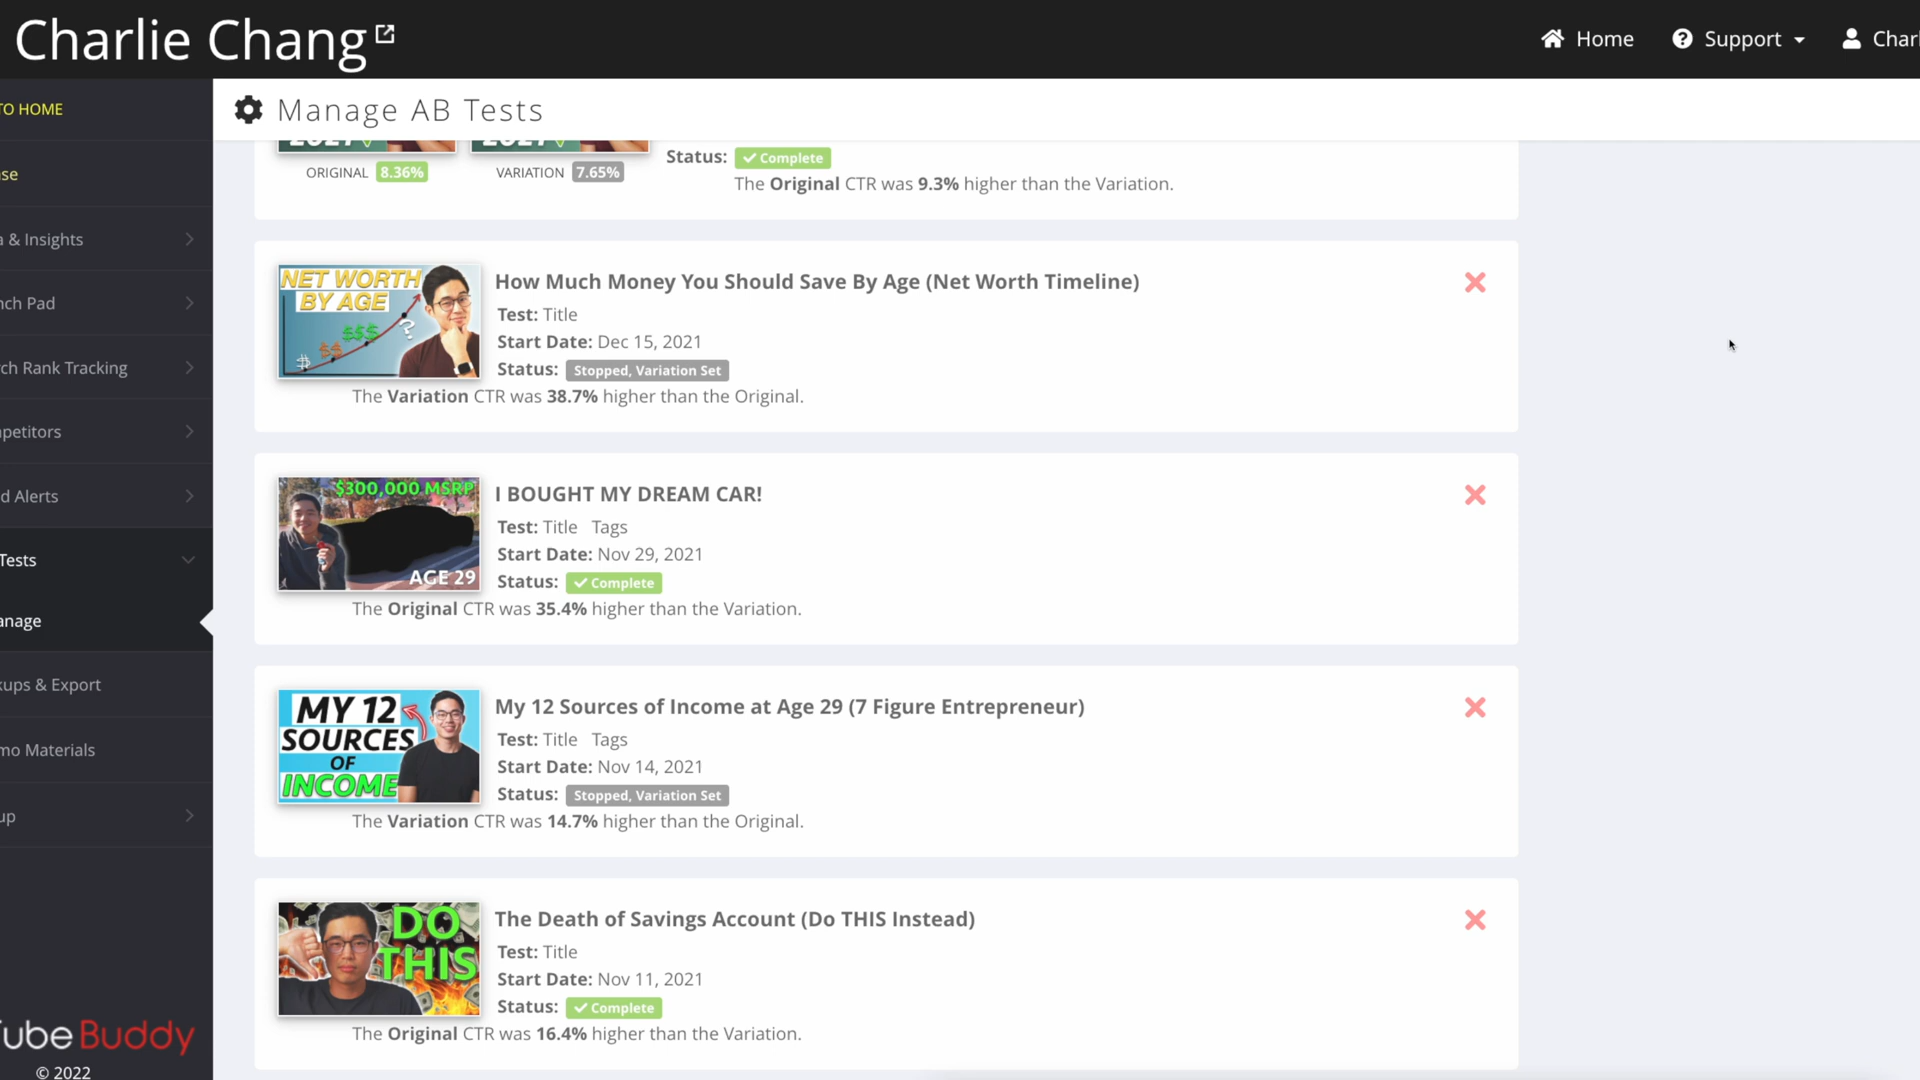 Charlie Chang
Home
Support
Charl
TO HOME
Manage AB Tests
2021
2021
ORIGINAL 8.36%
VARIATION 7.65%
Status: Complete
The Original CTR was 9.3% higher than the Variation.
se
& Insights
nch Pad
rch Rank Tracking
petitors
d Alerts
Tests
anage
kups & Export
mo Materials
up
NET WORTH
BY AGE
$
$$
$$$
?
How Much Money You Should Save By Age (Net Worth Timeline)
Test: Title
Start Date: Dec 15, 2021
Status: Stopped, Variation Set
The Variation CTR was 38.7% higher than the Original.
$300,000 MSRP
AGE 29
I BOUGHT MY DREAM CAR!
Test: Title Tags
Start Date: Nov 29, 2021
Status: Complete
The Original CTR was 35.4% higher than the Variation.
MY 12
SOURCES
OF
INCOME
My 12 Sources of Income at Age 29 (7 Figure Entrepreneur)
Test: Title Tags
Start Date: Nov 14, 2021
Status: Stopped, Variation Set
The Variation CTR was 14.7% higher than the Original.
DO
THIS
The Death of Savings Account (Do THIS Instead)
Test: Title
Start Date: Nov 11, 2021
Status: Complete
The Original CTR was 16.4% higher than the Variation.
ubeBuddy
© 2022